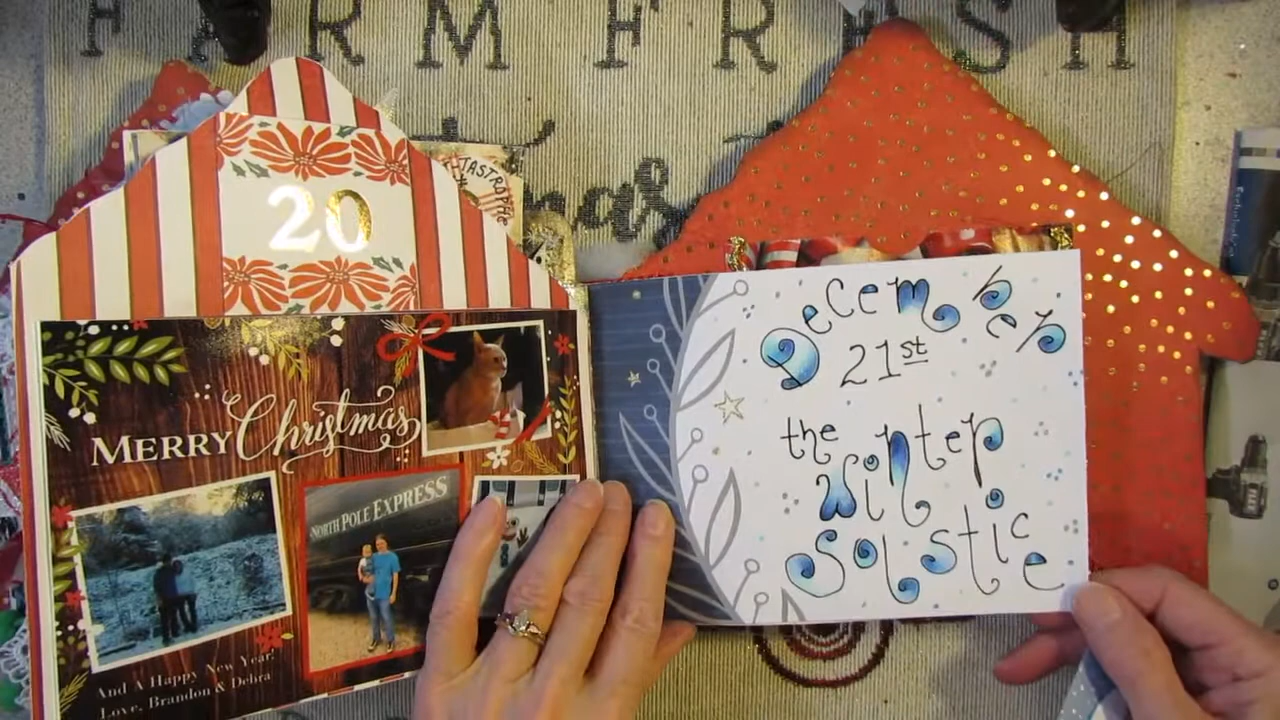 FARM FRESH
20
TASTROPHE
MERRY Christmas
NORTH POLE EXPRESS
And A Happy New Year!
Love, Brandon & Debra
December
21st
the
Winter
Solstice